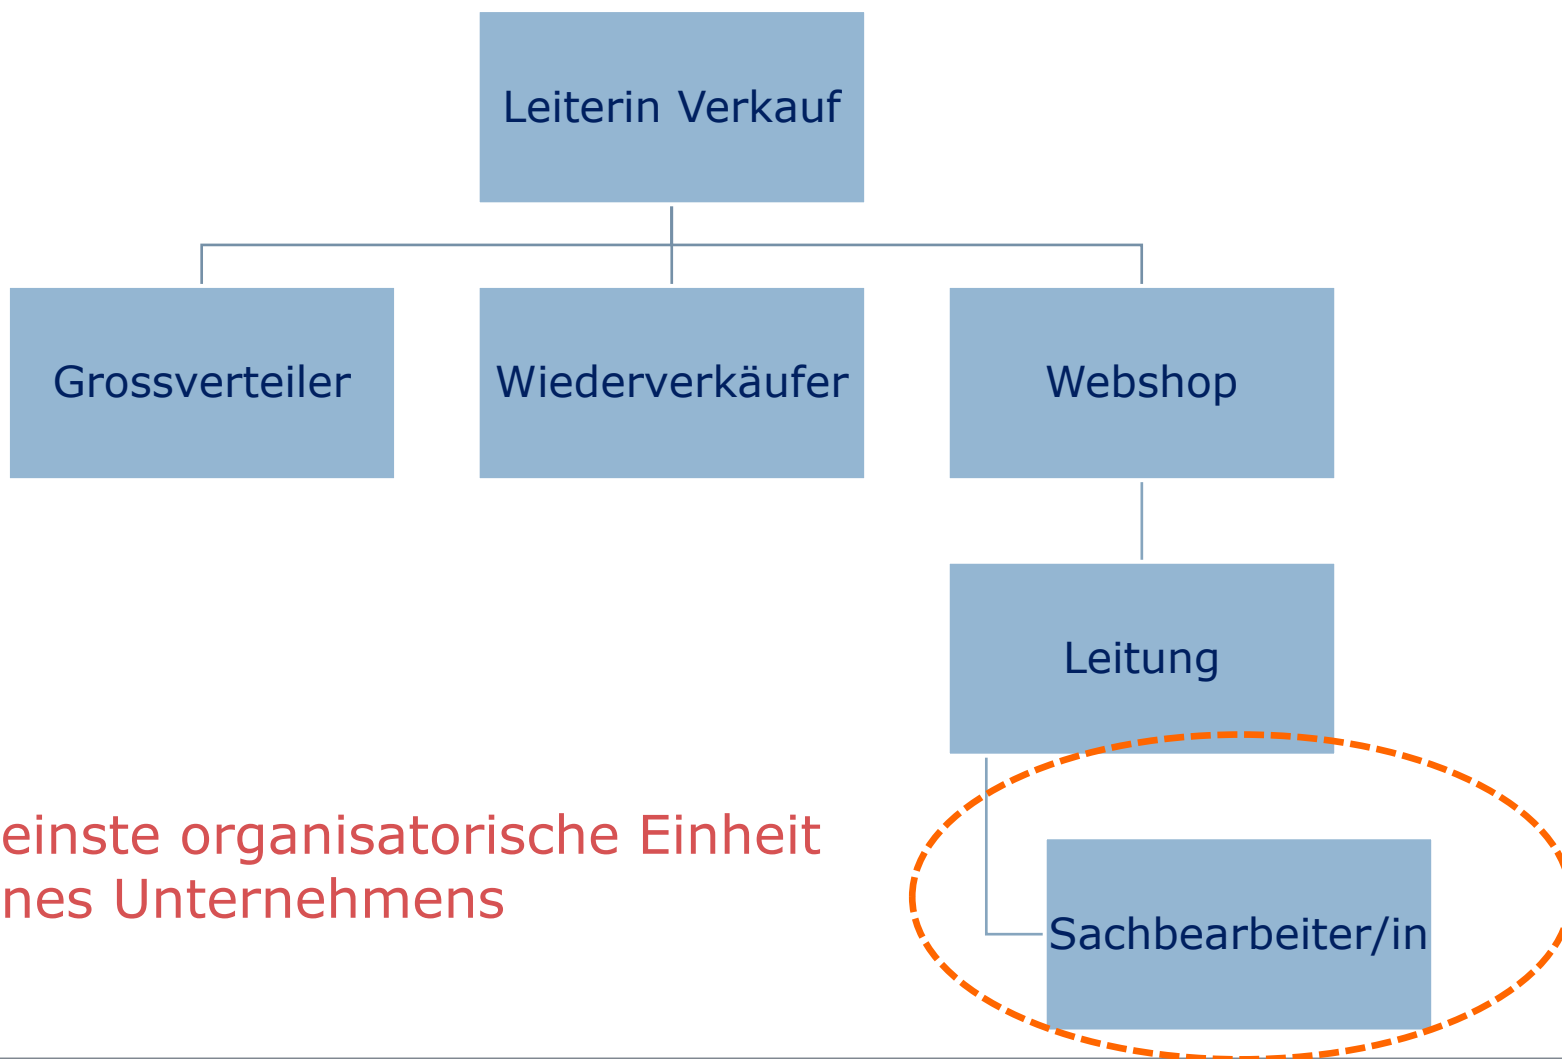 Leiterin Verkauf
Grossverteiler
Wiederverkäufer
Webshop
Leitung
einste organisatorische Einheit
nes Unternehmens
Sachbearbeiter/in